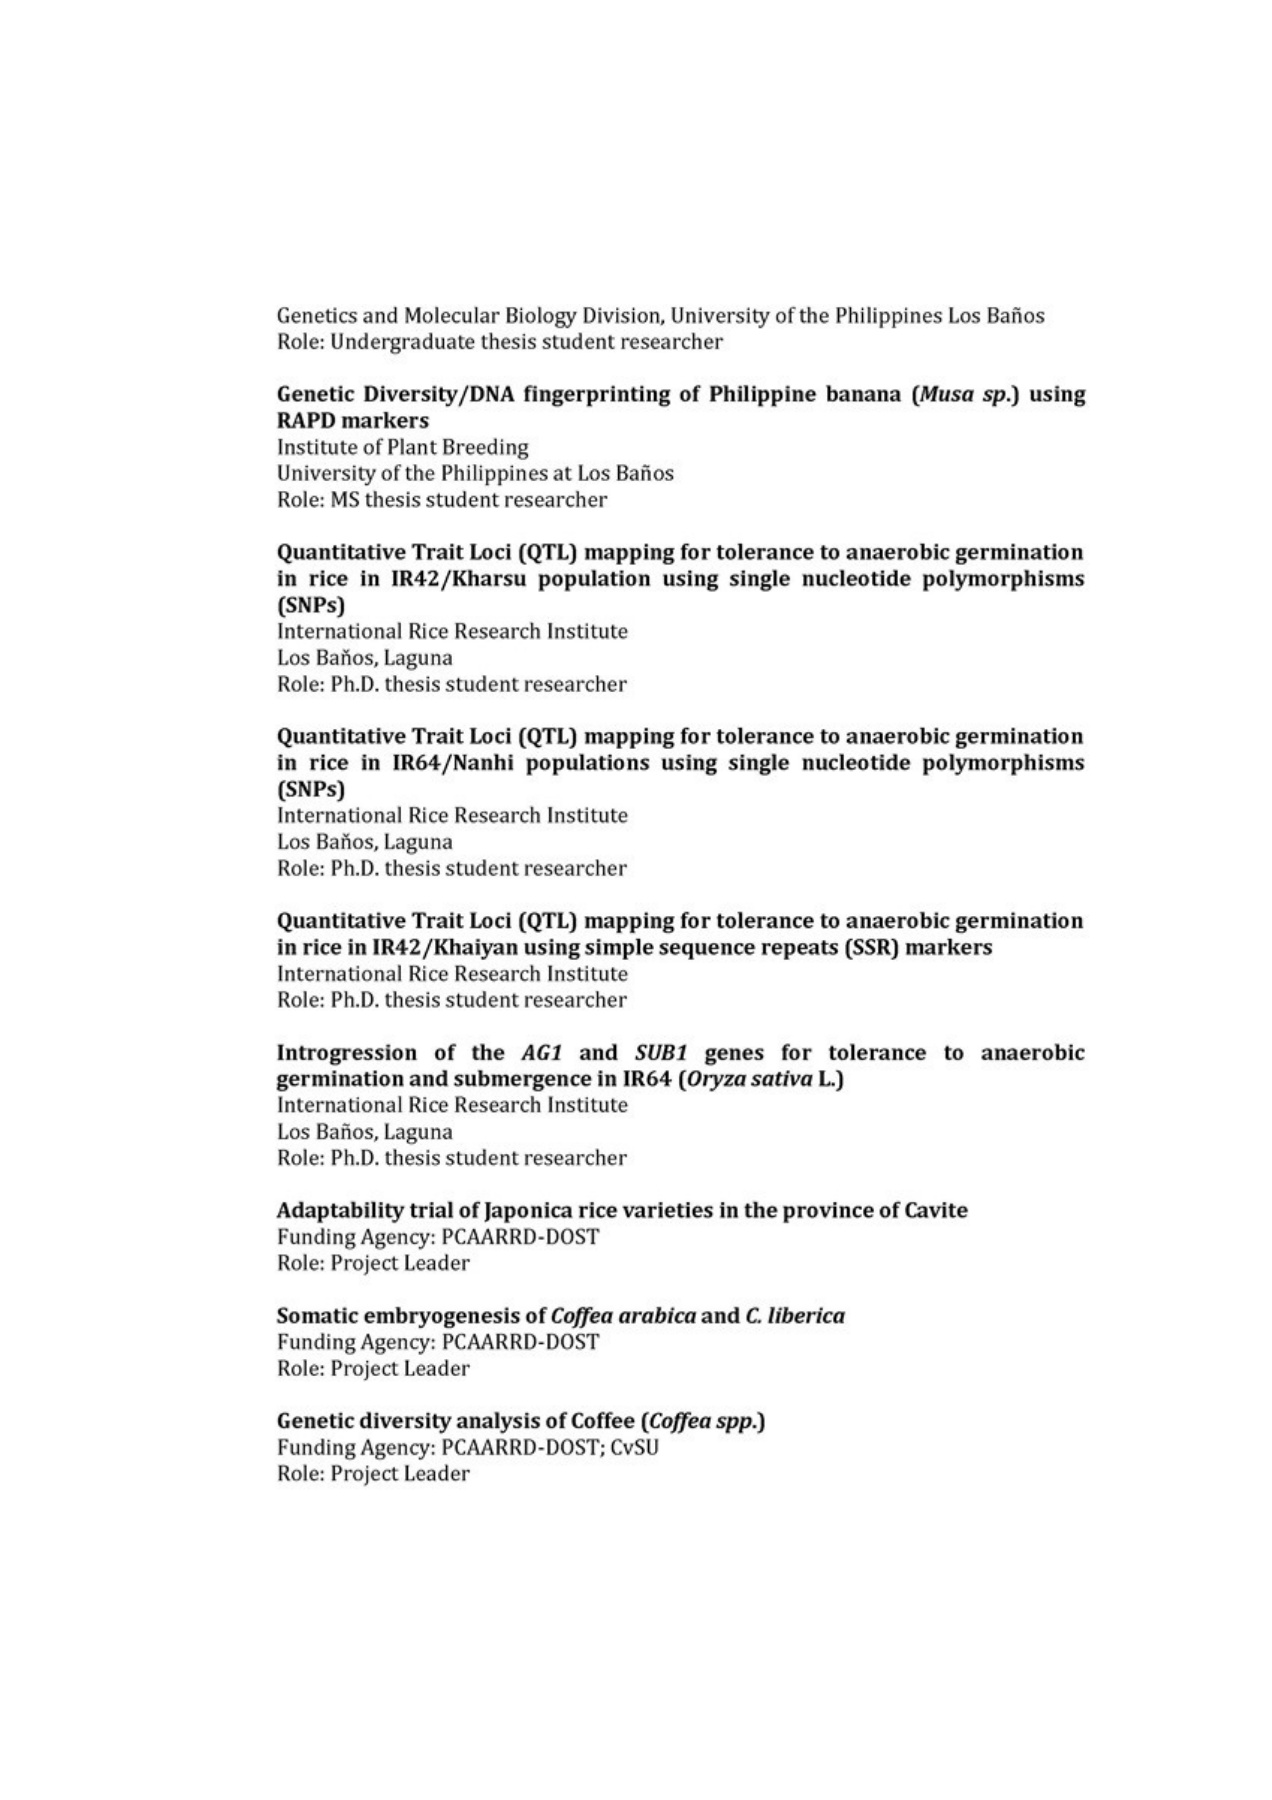 Genetics and Molecular Biology Division, University of the Philippines Los Baños
Role: Undergraduate thesis student researcher
Genetic Diversity/DNA fingerprinting of Philippine banana (Musa sp.) using
RAPD markers
Institute of Plant Breeding
University of the Philippines at Los Baños
Role: MS thesis student researcher
Quantitative Trait Loci (QTL) mapping for tolerance to anaerobic germination
in rice in IR42/Kharsu population using single nucleotide polymorphisms
(SNPs)
International Rice Research Institute
Los Baňos, Laguna
Role: Ph.D. thesis student researcher
Quantitative Trait Loci (QTL) mapping for tolerance to anaerobic germination
in rice in IR64/Nanhi populations using single nucleotide polymorphisms
(SNPs)
International Rice Research Institute
Los Baňos, Laguna
Role: Ph.D. thesis student researcher
Quantitative Trait Loci (QTL) mapping for tolerance to anaerobic germination
in rice in IR42/Khaiyan using simple sequence repeats (SSR) markers
International Rice Research Institute
Role: Ph.D. thesis student researcher
Introgression of the AG1 and SUB1 genes for tolerance to anaerobic
germination and submergence in IR64 (Oryza sativa L.)
International Rice Research Institute
Los Baños, Laguna
Role: Ph.D. thesis student researcher
Adaptability trial of Japonica rice varieties in the province of Cavite
Funding Agency: PCAARRD-DOST
Role: Project Leader
Somatic embryogenesis of Coffea arabica and C. liberica
Funding Agency: PCAARRD-DOST
Role: Project Leader
Genetic diversity analysis of Coffee (Coffea spp.)
Funding Agency: PCAARRD-DOST; CvSU
Role: Project Leader